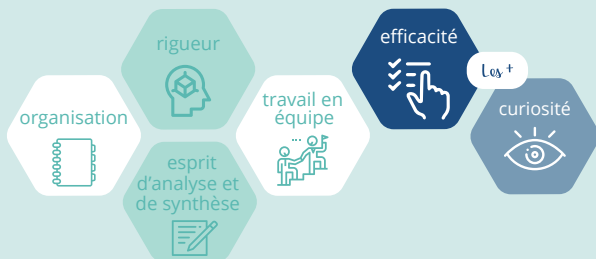 organisation
rigueur
esprit
d'analyse et
de synthèse
travail en
équipe
efficacité
Les +
curiosité